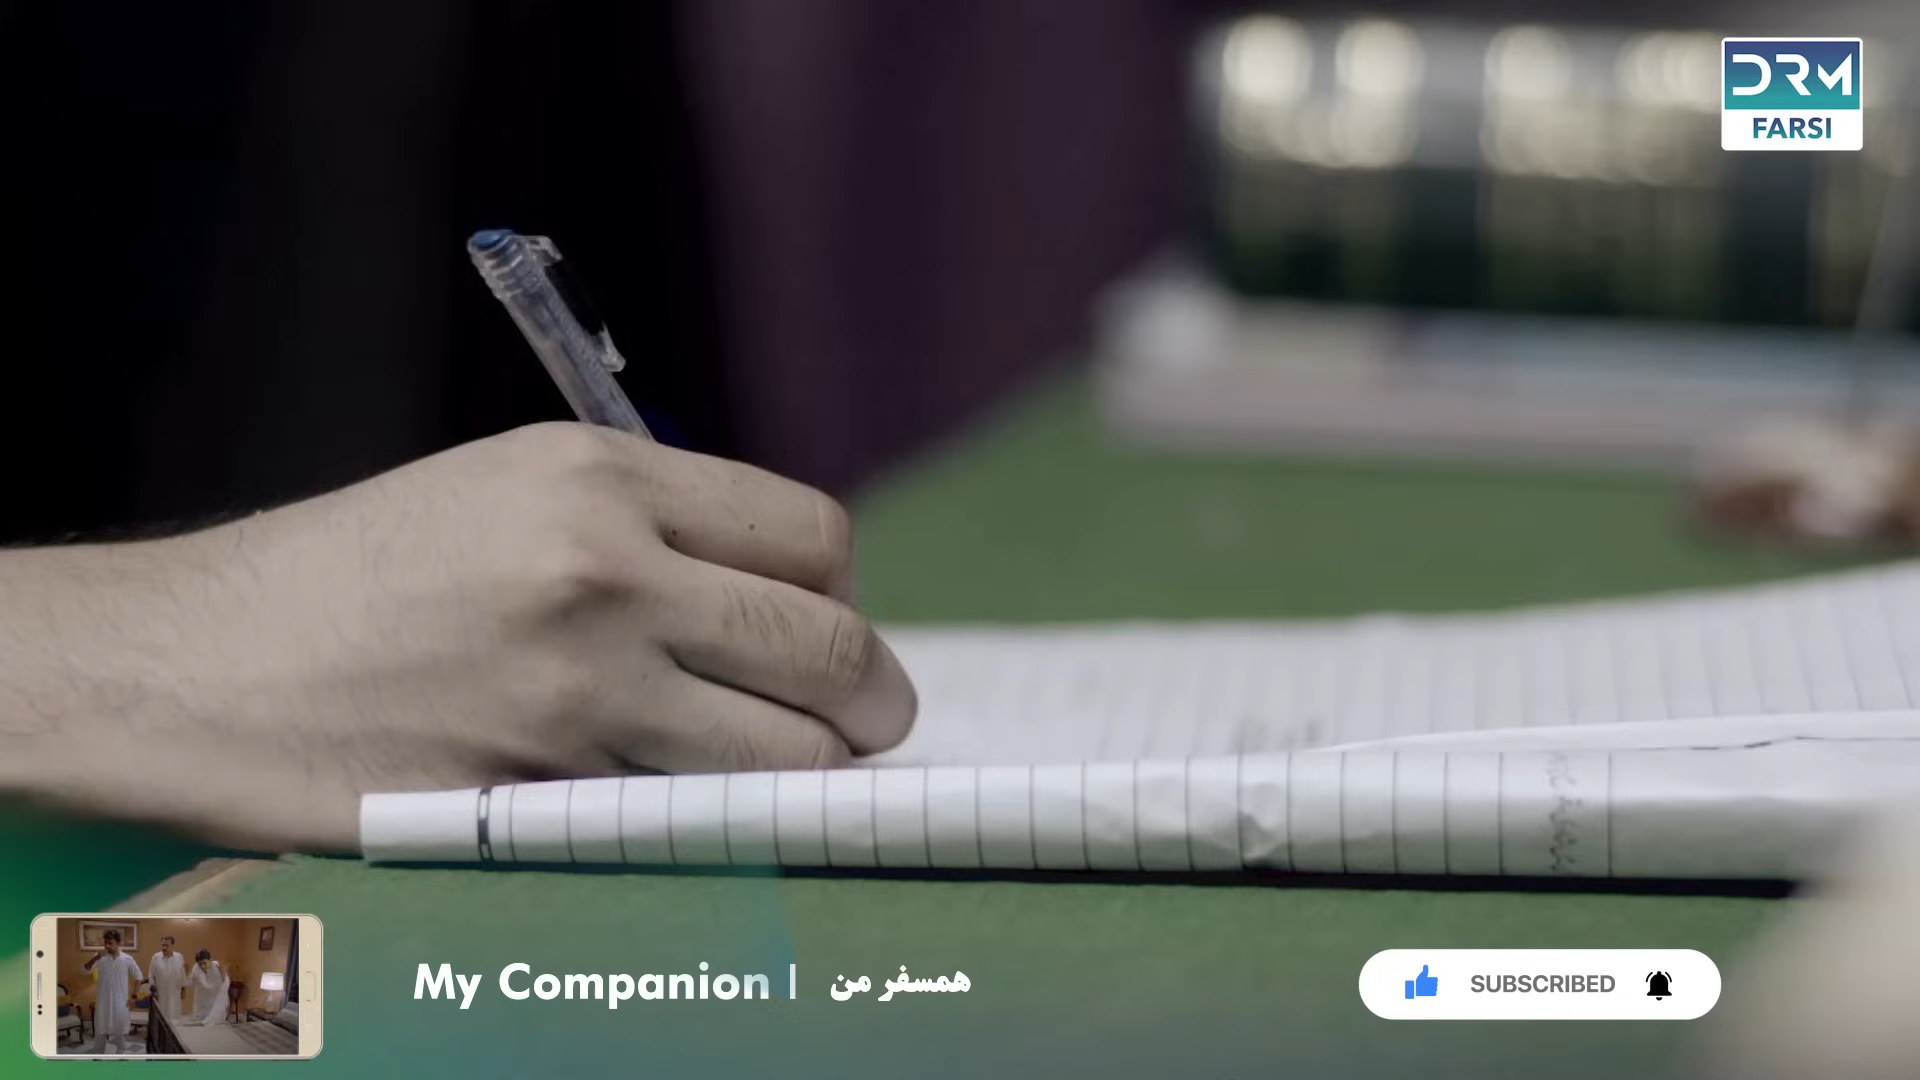 DRM
FARSI
My Companion | همسفر من
SUBSCRIBED